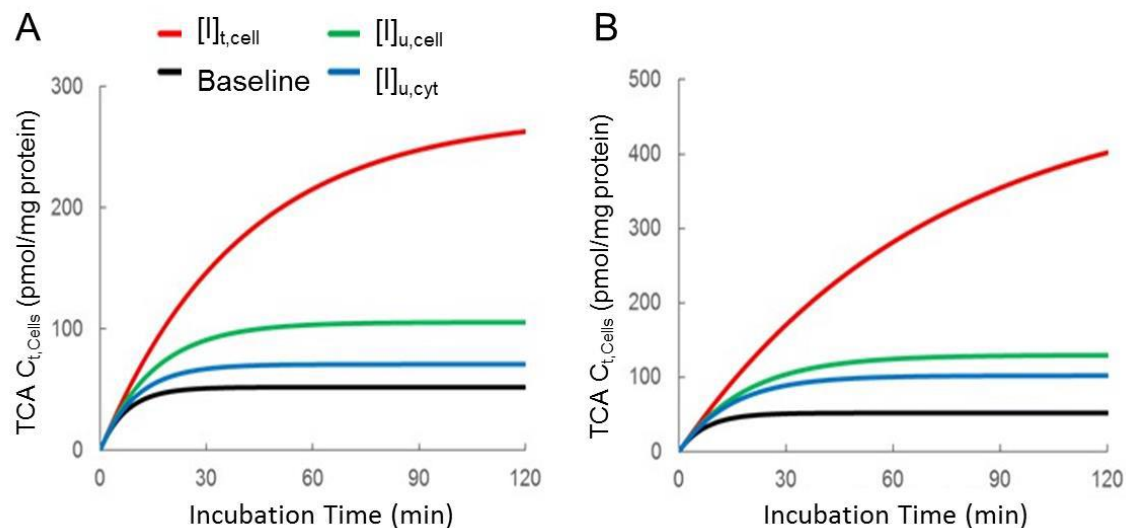 A
[I]t,cell
[I]u,cell
Baseline
[I]u,cyt
TCA Ct,Cells (pmol/mg protein)
300
200
100
0
0 30 60 90 120
Incubation Time (min)
B
TCA Ct,Cells (pmol/mg protein)
500
400
300
200
100
0
0 30 60 90 120
Incubation Time (min)